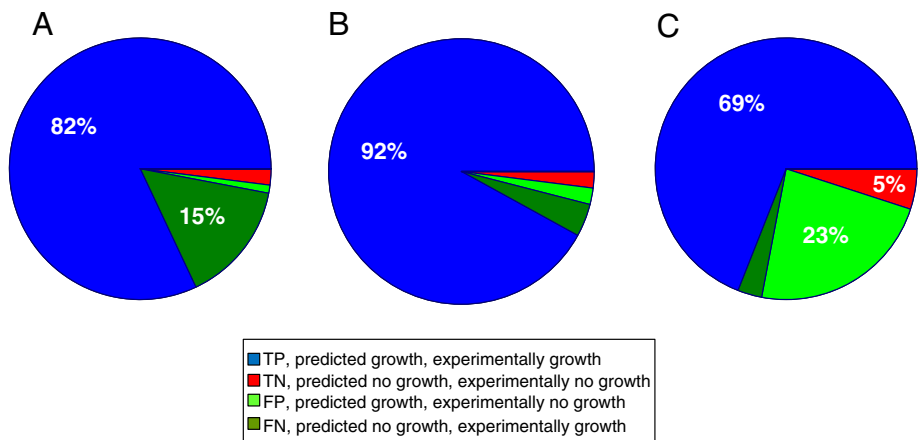 A B C
82%
15%
92%
69%
5%
23%
TP, predicted growth, experimentally growth
TN, predicted no growth, experimentally no growth
FP, predicted growth, experimentally no growth
FN, predicted no growth, experimentally growth